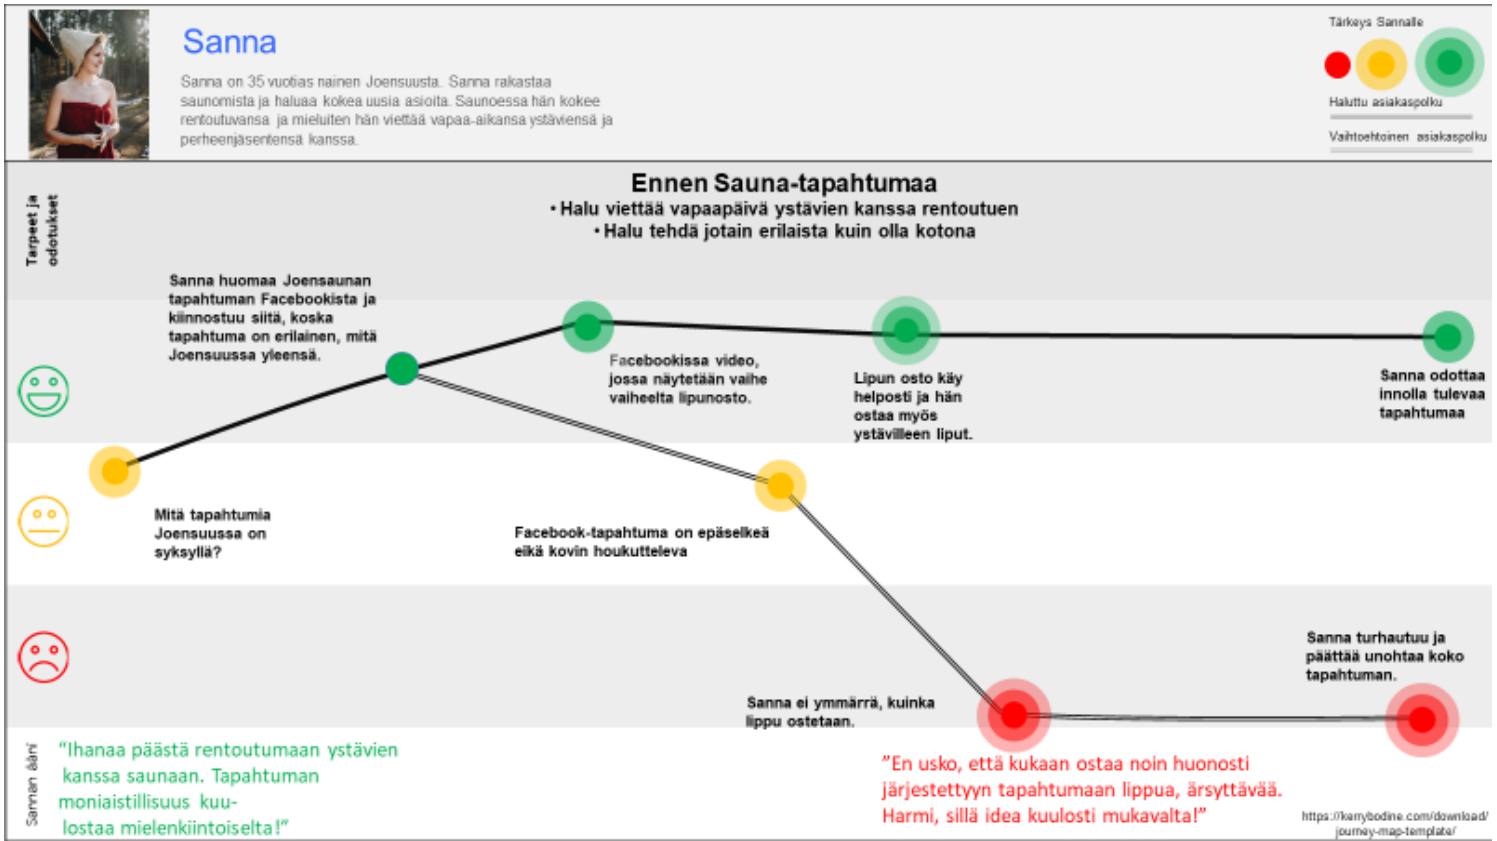 Sanna
Sanna on 35 vuotias nainen Joensuusta. Sanna rakastaa
saunomista ja haluaa kokea uusia asioita. Saunoessa hän kokee
rentoutuvansa ja mieluiten hän viettää vapaa-aikansa ystäviensä ja
perheenjäsentensä kanssa.
Tärkeys Sannalle
Haluttu asiakaspolku
Vaihtoehtoinen asiakaspolku
Tarpeet ja
odotukset
Ennen Sauna-tapahtumaa
• Halu viettää vapaapäivä ystävien kanssa rentoutuen
• Halu tehdä jotain erilaista kuin olla kotona
Sanna huomaa Joensaunan
tapahtuman Facebookista ja
kiinnostuu siitä, koska
tapahtuma on erilainen, mitä
Joensuussa yleensä.
Facebookissa video,
jossa näytetään vaihe
vaiheelta lipunosto.
Lipun osto käy
helposti ja hän
ostaa myös
ystävilleen liput.
Sanna odottaa
innolla tulevaa
tapahtumaa
Mitä tapahtumia
Joensuussa on
syksyllä?
Facebook-tapahtuma on epäselkeä
eikä kovin houkutteleva
Sanna ei ymmärrä, kuinka
lippu ostetaan.
Sanna turhautuu ja
päättää unohtaa koko
tapahtuman.
Sannan ääni
”Ihanaa päästä rentoutumaan ystävien
kanssa saunaan. Tapahtuman
moniaistillisuus kuu-
lostaa mielenkiintoiselta!”
”En usko, että kukaan ostaa noin huonosti
järjestettyyn tapahtumaan lippua, ärsyttävää.
Harmi, sillä idea kuulosti mukavalta!”
https://kerrybodine.com/download/
journey-map-template/